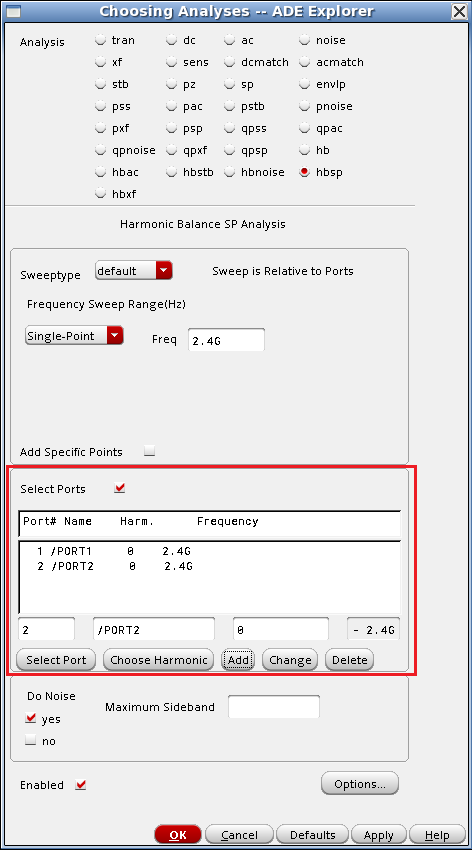 Choosing Analyses -- ADE Explorer
Analysis tran dc ac noise
xf sens dcmatch acmatch
stb pz sp envlp
pss pac pstb pnoise
pxf psp qpss qpac
qpnoise qpxf qpsp hb
hbac hbstb hbnoise hbsp
hbxf
Harmonic Balance SP Analysis
Sweeptype default Sweep is Relative to Ports
Frequency Sweep Range(Hz)
Single-Point Freq 2.4G
Add Specific Points
Select Ports
Port# Name Harm. Frequency
1 /PORT1 0 2.4G
2 /PORT2 0 2.4G
2 /PORT2 0 - 2.4G
Select Port Choose Harmonic Add Change Delete
Do Noise
yes Maximum Sideband
no
Enabled Options...
OK Cancel Defaults Apply Help